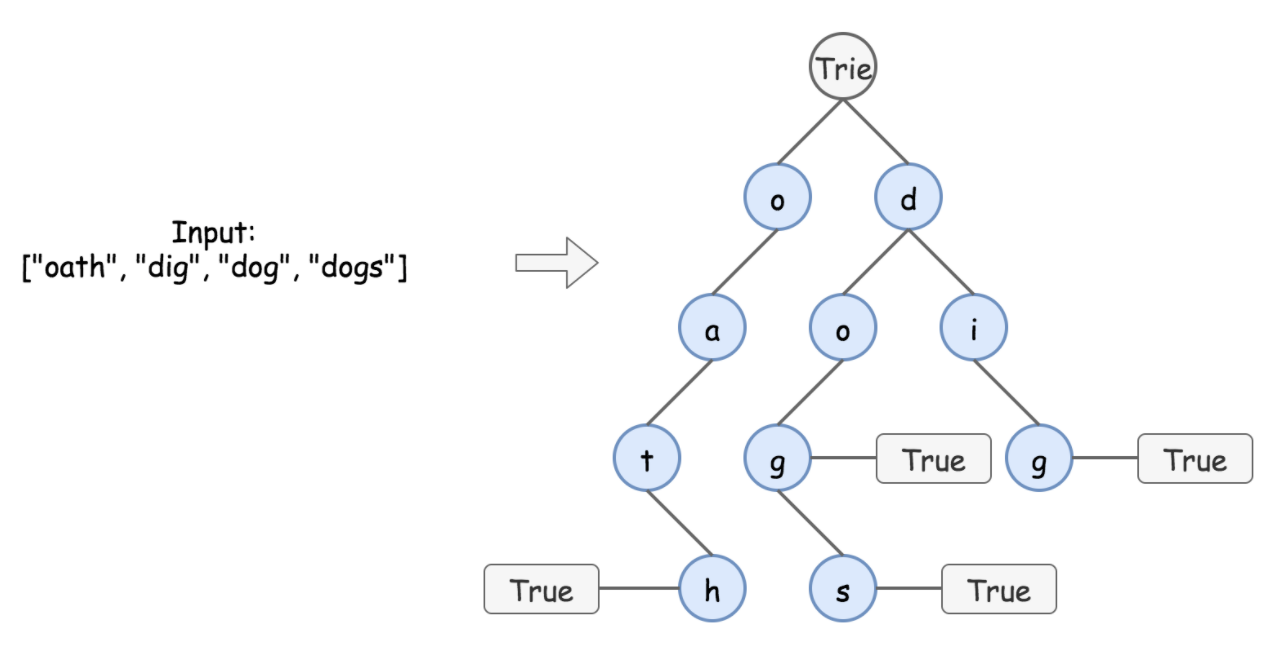 Trie
o
d
Input:
["oath", "dig", "dog", "dogs"]
a
o
i
t
g
True
g
True
True
h
s
True